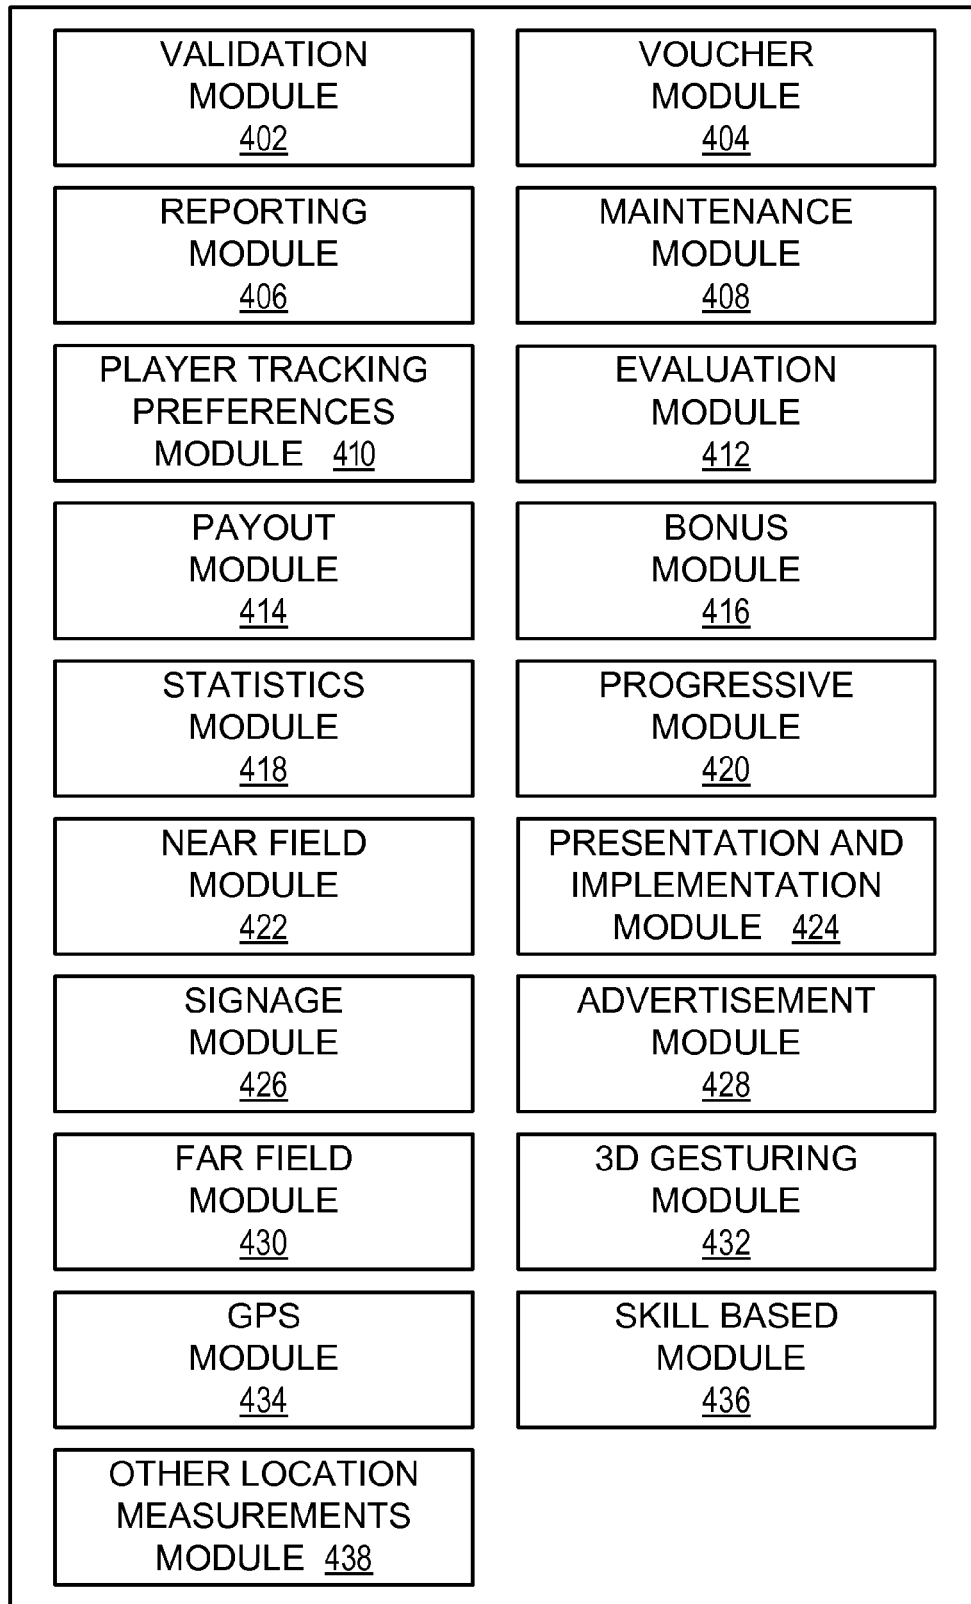 VALIDATION
MODULE
402
VOUCHER
MODULE
404
REPORTING
MODULE
406
MAINTENANCE
MODULE
408
PLAYER TRACKING
PREFERENCES
MODULE 410
EVALUATION
MODULE
412
PAYOUT
MODULE
414
BONUS
MODULE
416
STATISTICS
MODULE
418
PROGRESSIVE
MODULE
420
NEAR FIELD
MODULE
422
PRESENTATION AND
IMPLEMENTATION
MODULE 424
SIGNAGE
MODULE
426
ADVERTISEMENT
MODULE
428
FAR FIELD
MODULE
430
3D GESTURING
MODULE
432
GPS
MODULE
434
SKILL BASED
MODULE
436
OTHER LOCATION
MEASUREMENTS
MODULE 438